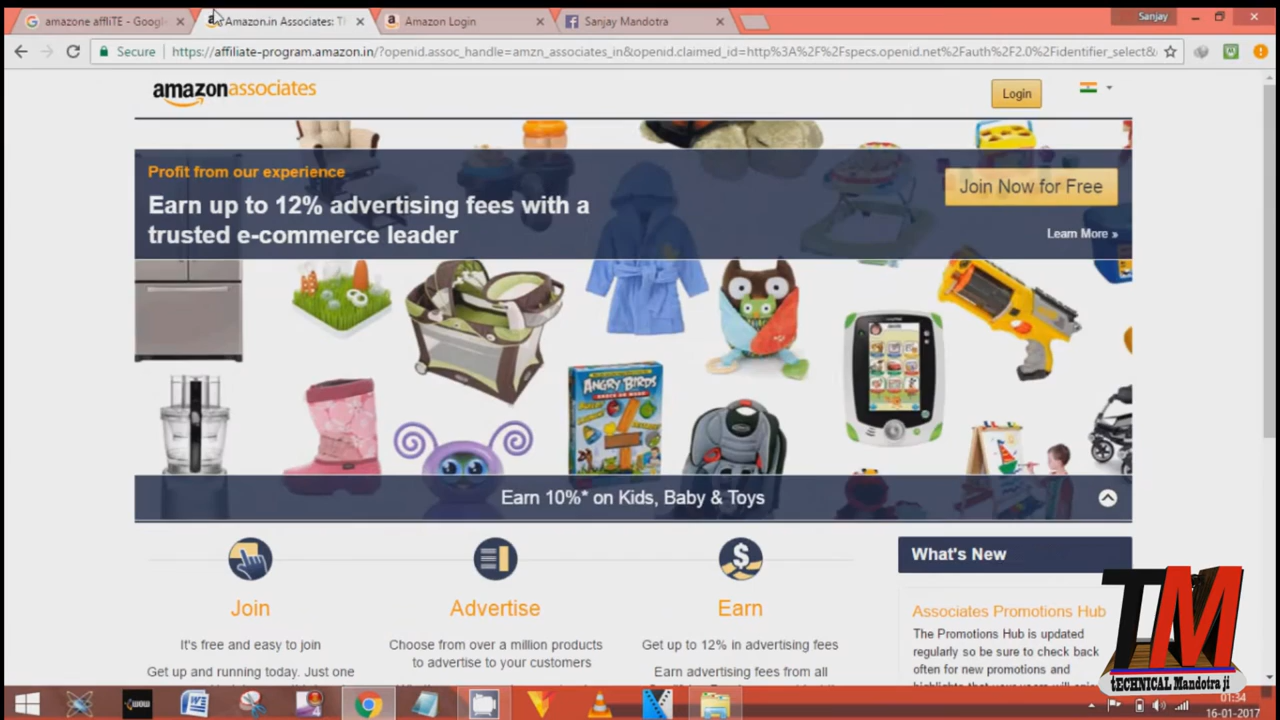 amazone affliTE - Googl
Amazon.in Associates: Th
Amazon Login
Sanjay Mandotra
Sanjay
Secure
https://affiliate-program.amazon.in/?openid.assoc_handle=amzn_associates_in&openid.claimed_id=http%3A%2F%2Fspecs.openid.net%2Fauth%2F2.0%2Fidentifier_select&
amazonassociates
Login
Profit from our experience
Earn up to 12% advertising fees with a
trusted e-commerce leader
Join Now for Free
Learn More »
ANGRY BIRDS
Earn 10%* on Kids, Baby & Toys
Join
Advertise
Earn
It's free and easy to join
Get up and running today. Just one
Choose from over a million products
to advertise to your customers
Get up to 12% in advertising fees
Earn advertising fees from all
What's New
Associates Promotions Hub
The Promotions Hub is updated
regularly so be sure to check back
often for new promotions and
TM
tECHNICAL Mandotra ji
01:34
16-01-2017